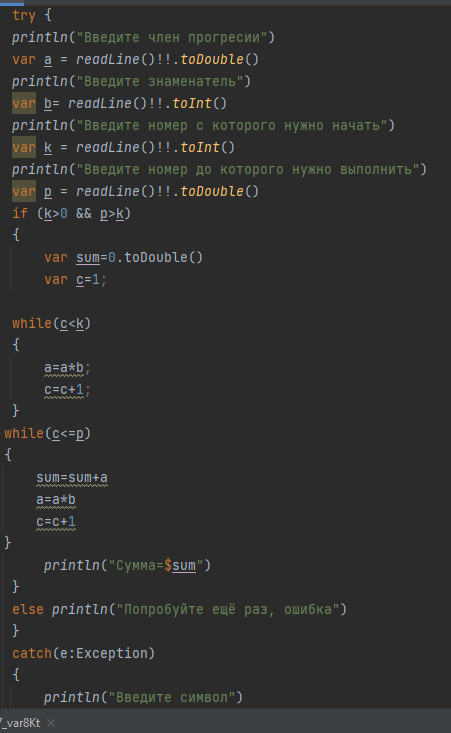 try {
println("Введите член прогресии")
var a = readLine()!!.toDouble()
println("Введите знаменатель")
var b= readLine()!!.toInt()
println("Введите номер с которого нужно начать")
var k = readLine()!!.toInt()
println("Введите номер до которого нужно выполнить")
var p = readLine()!!.toDouble()
if (k>0 && p>k)
{
var sum=0.toDouble()
var c=1;
while(c<k)
{
a=a*b;
c=c+1;
}
while(c<=p)
{
sum=sum+a
a=a*b
c=c+1
}
println("Сумма=$sum")
}
else println("Попробуйте ещё раз, ошибка")
}
catch(e:Exception)
{
println("Введите символ")
7_var8Kt ×